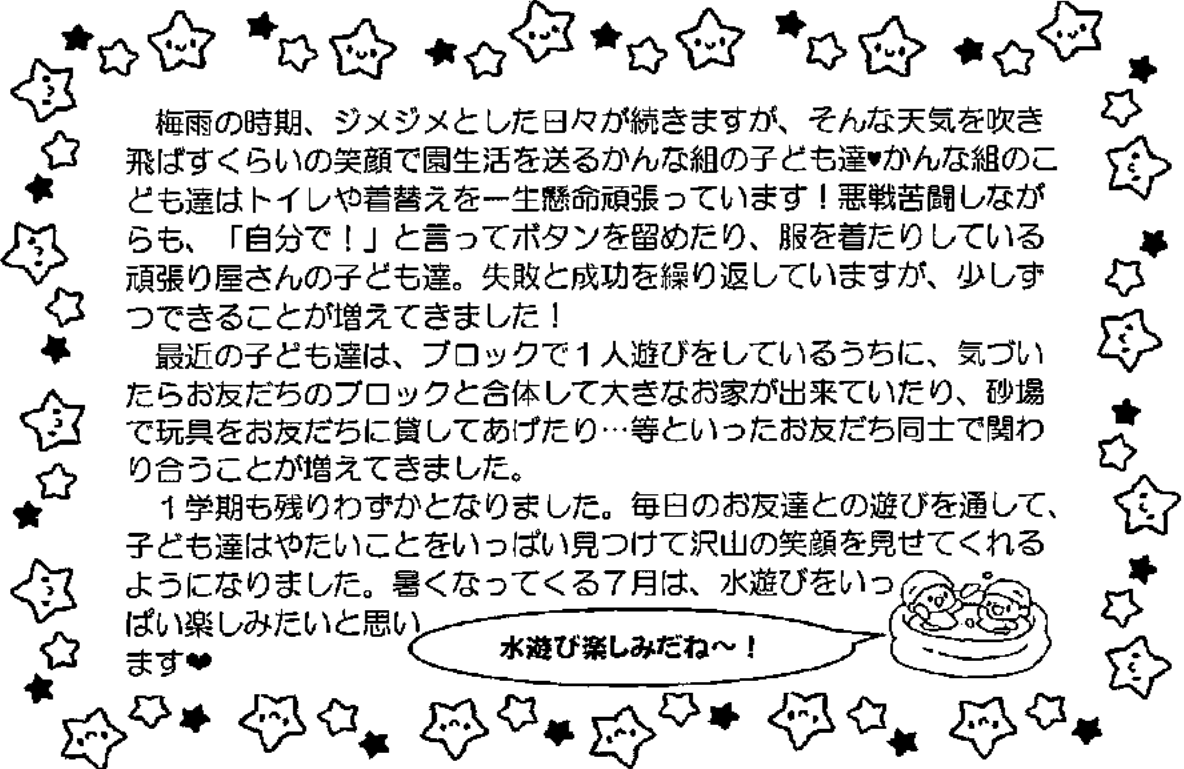 梅雨の時期、ジメジメとした日々が続きますが、そんな天気を吹き
飛ばすくらいの笑顔で園生活を送るかんな組の子ども達♥かんな組のこ
ども達はトイレや着替えを一生懸命頑張っています!悪戦苦闘しなが
らも、「自分で!」と言ってボタンを留めたり、服を着たりしている
頑張り屋さんの子ども達。失敗と成功を繰り返していますが、少しず
つできることが増えてきました!
最近の子ども達は、ブロックで1人遊びをしているうちに、気づい
たらお友だちのブロックと合体して大きなお家が出来ていたり、砂場
で玩具をお友だちに貸してあげたり…等といったお友だち同士で関わ
り合うことが増えてきました。
1学期も残りわずかとなりました。毎日のお友達との遊びを通して、
子ども達はやたいことをいっぱい見つけて沢山の笑顔を見せてくれる
ようになりました。暑くなってくる7月は、水遊びをいっ
ぱい楽しみたいと思い
ます♥
水遊び楽しみだね~!